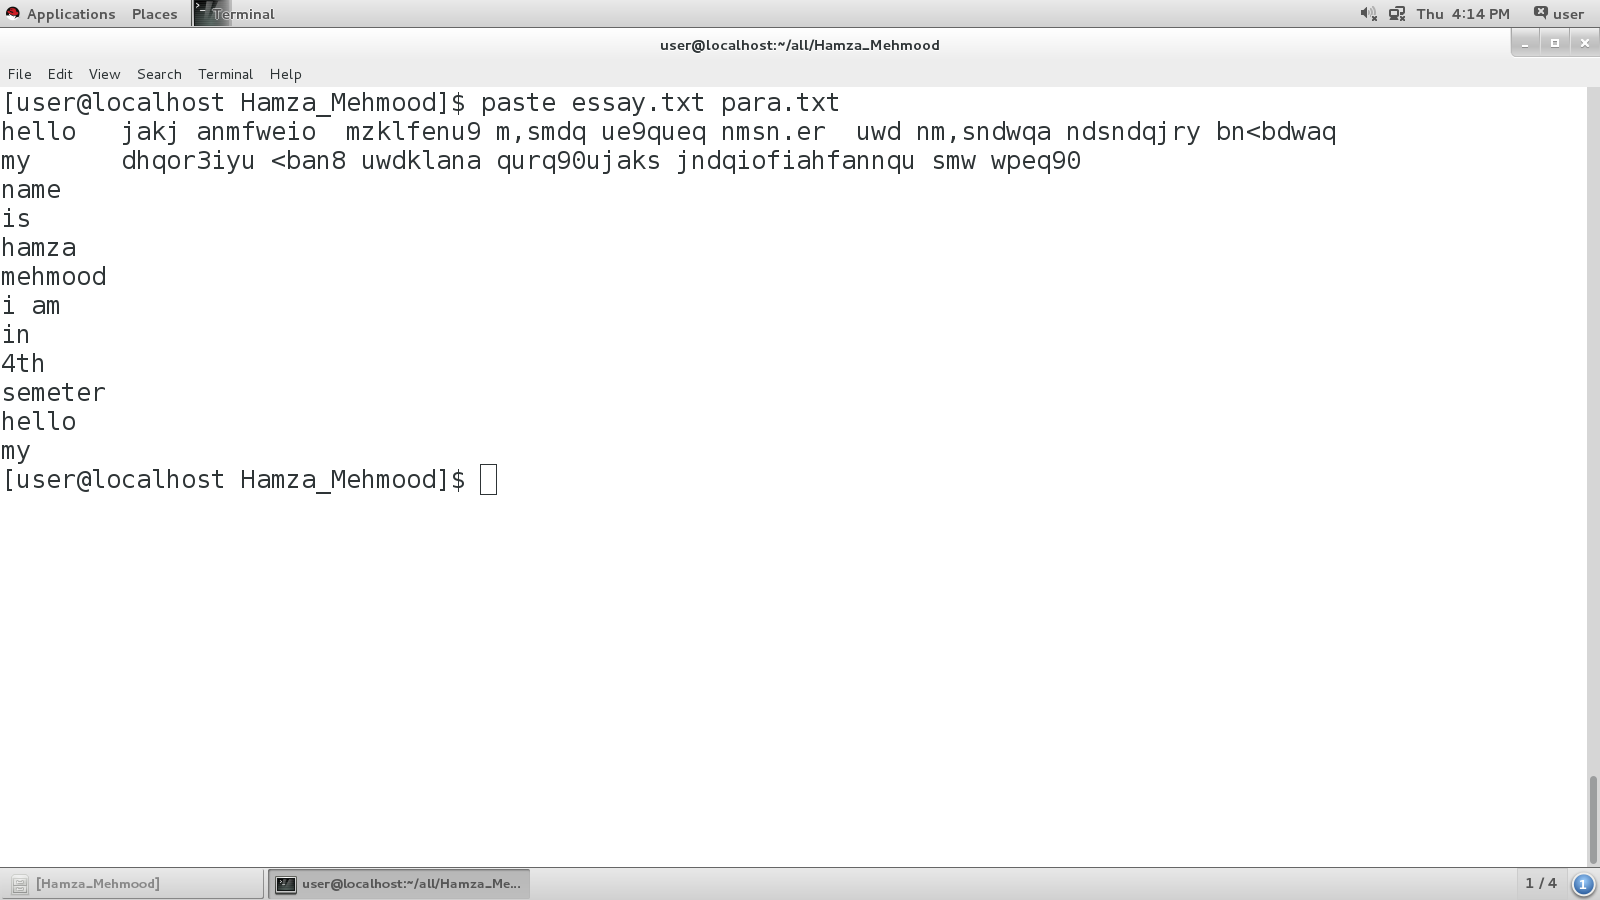 Applications Places Terminal Thu 4:14 PM user
user@localhost:~/all/Hamza_Mehmood
File Edit View Search Terminal Help
[user@localhost Hamza_Mehmood]$ paste essay.txt para.txt
hello   jakj anmfweio  mzklfenu9 m,smdq ue9queq nmsn.er  uwd nm,sndwqa ndsndqjry bn<bdwaq
my      dhqor3iyu <ban8 uwdklana qurq90ujaks jndqiofiahfannqu smw wpeq90
name
is
hamza
mehmood
i am
in
4th
semeter
hello
my
[user@localhost Hamza_Mehmood]$
[Hamza_Mehmood] user@localhost:~/all/Hamza_Me... 1 / 4 1